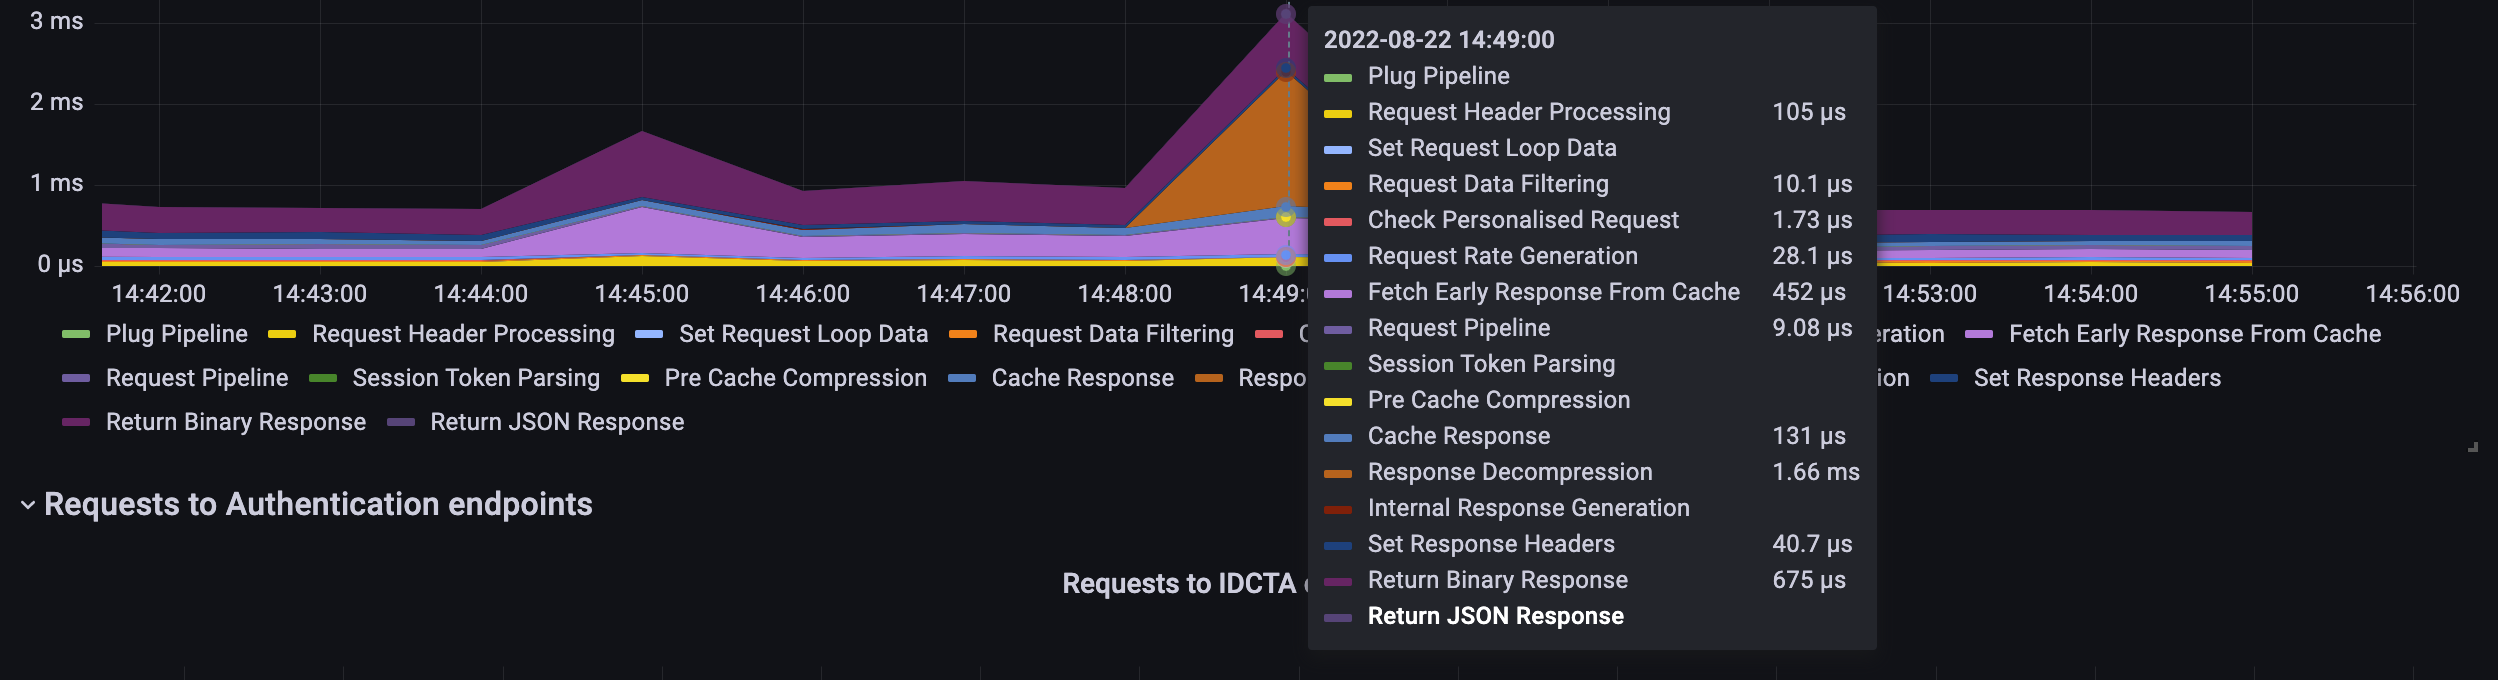 3 ms
2 ms
1 ms
0 µs
14:42:00 14:43:00 14:44:00 14:45:00 14:46:00 14:47:00 14:48:00 14:49:0 14:53:00 14:54:00 14:55:00 14:56:00
Plug Pipeline Request Header Processing Set Request Loop Data Request Data Filtering eration Fetch Early Response From Cache
Request Pipeline Session Token Parsing Pre Cache Compression Cache Response Respo ion Set Response Headers
Return Binary Response Return JSON Response
2022-08-22 14:49:00
Plug Pipeline
Request Header Processing 105 µs
Set Request Loop Data
Request Data Filtering 10.1 µs
Check Personalised Request 1.73 µs
Request Rate Generation 28.1 µs
Fetch Early Response From Cache 452 µs
Request Pipeline 9.08 µs
Session Token Parsing
Pre Cache Compression
Cache Response 131 µs
Response Decompression 1.66 ms
Internal Response Generation
Set Response Headers 40.7 µs
Return Binary Response 675 µs
Return JSON Response
Requests to Authentication endpoints
Requests to IDCTA